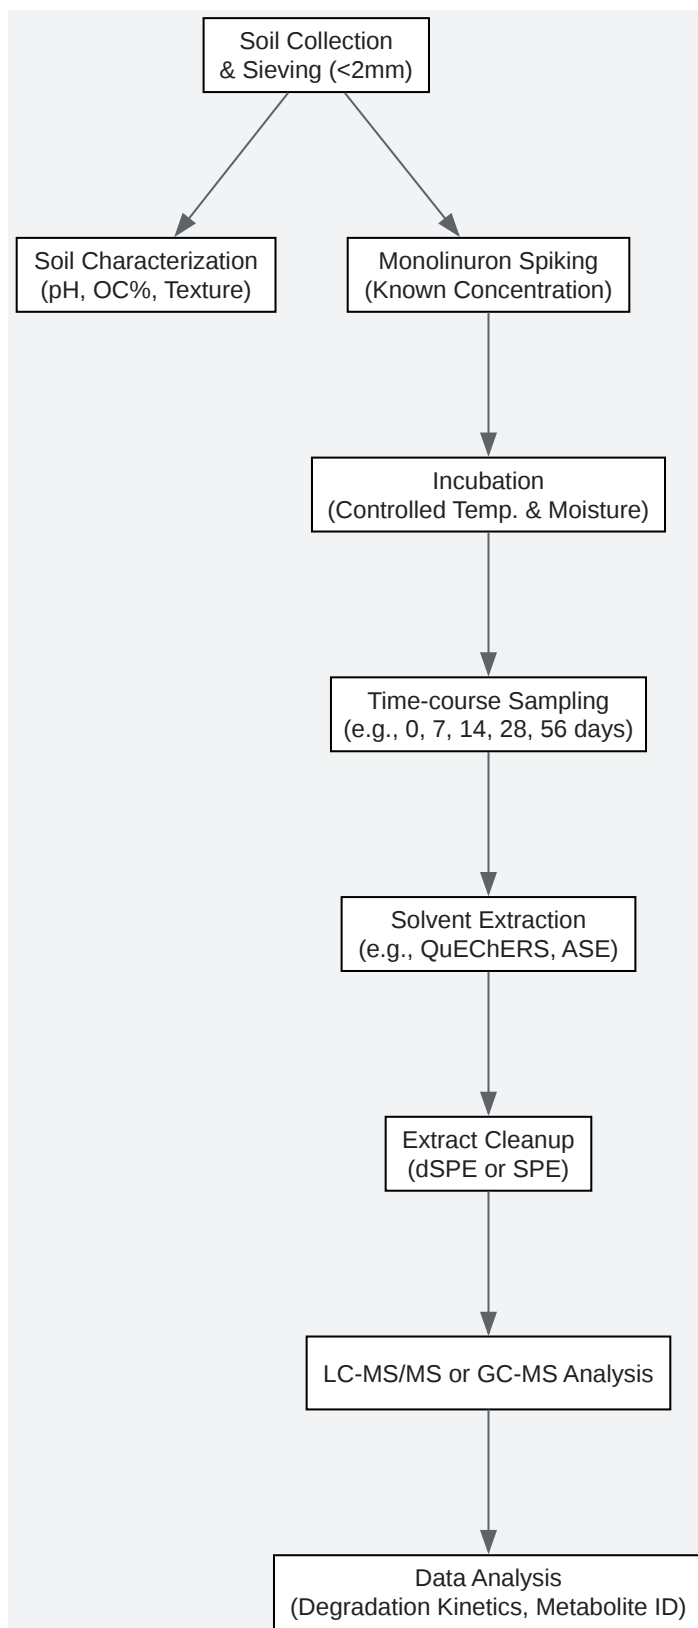 Soil Collection
& Sieving (<2mm)
Soil Characterization
(pH, OC%, Texture)
Monolinuron Spiking
(Known Concentration)
Incubation
(Controlled Temp. & Moisture)
Time-course Sampling
(e.g., 0, 7, 14, 28, 56 days)
Solvent Extraction
(e.g., QuEChERS, ASE)
Extract Cleanup
(dSPE or SPE)
LC-MS/MS or GC-MS Analysis
Data Analysis
(Degradation Kinetics, Metabolite ID)